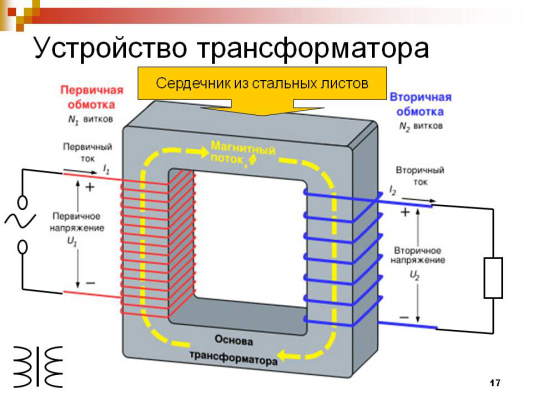 Устройство трансформатора
Сердечник из стальных листов
Первичная
обмотка
N1 витков
Вторичная
обмотка
N2 витков
Магнитный
поток, Ф
Первичный
ток
I1
+
Первичное
напряжение
U1
–
Вторичный
ток
I2
+
Вторичное
напряжение
U2
–
Основа
трансформатора
17